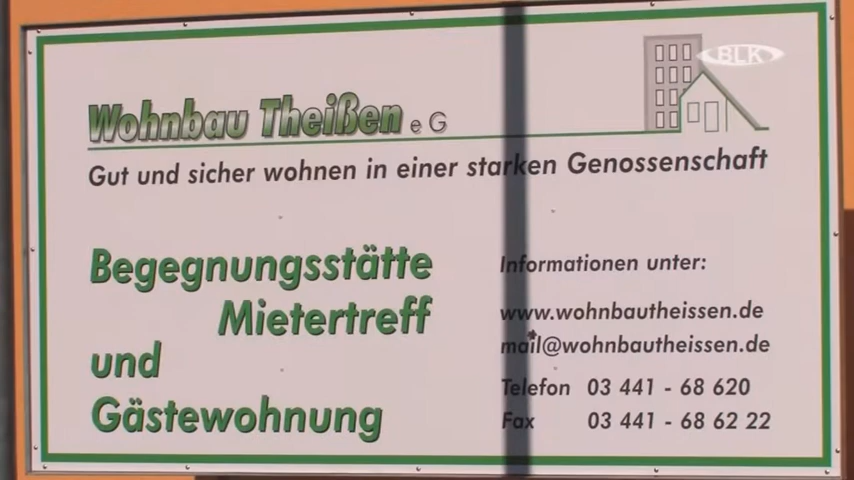 BLK
Wohnbau Theißen e G
Gut und sicher wohnen in einer starken Genossenschaft
Begegnungsstätte
Mietertreff
und
Gästewohnung
Informationen unter:
www.wohnbautheissen.de
mail@wohnbautheissen.de
Telefon 03 441 - 68 620
Fax 03 441 - 68 62 22